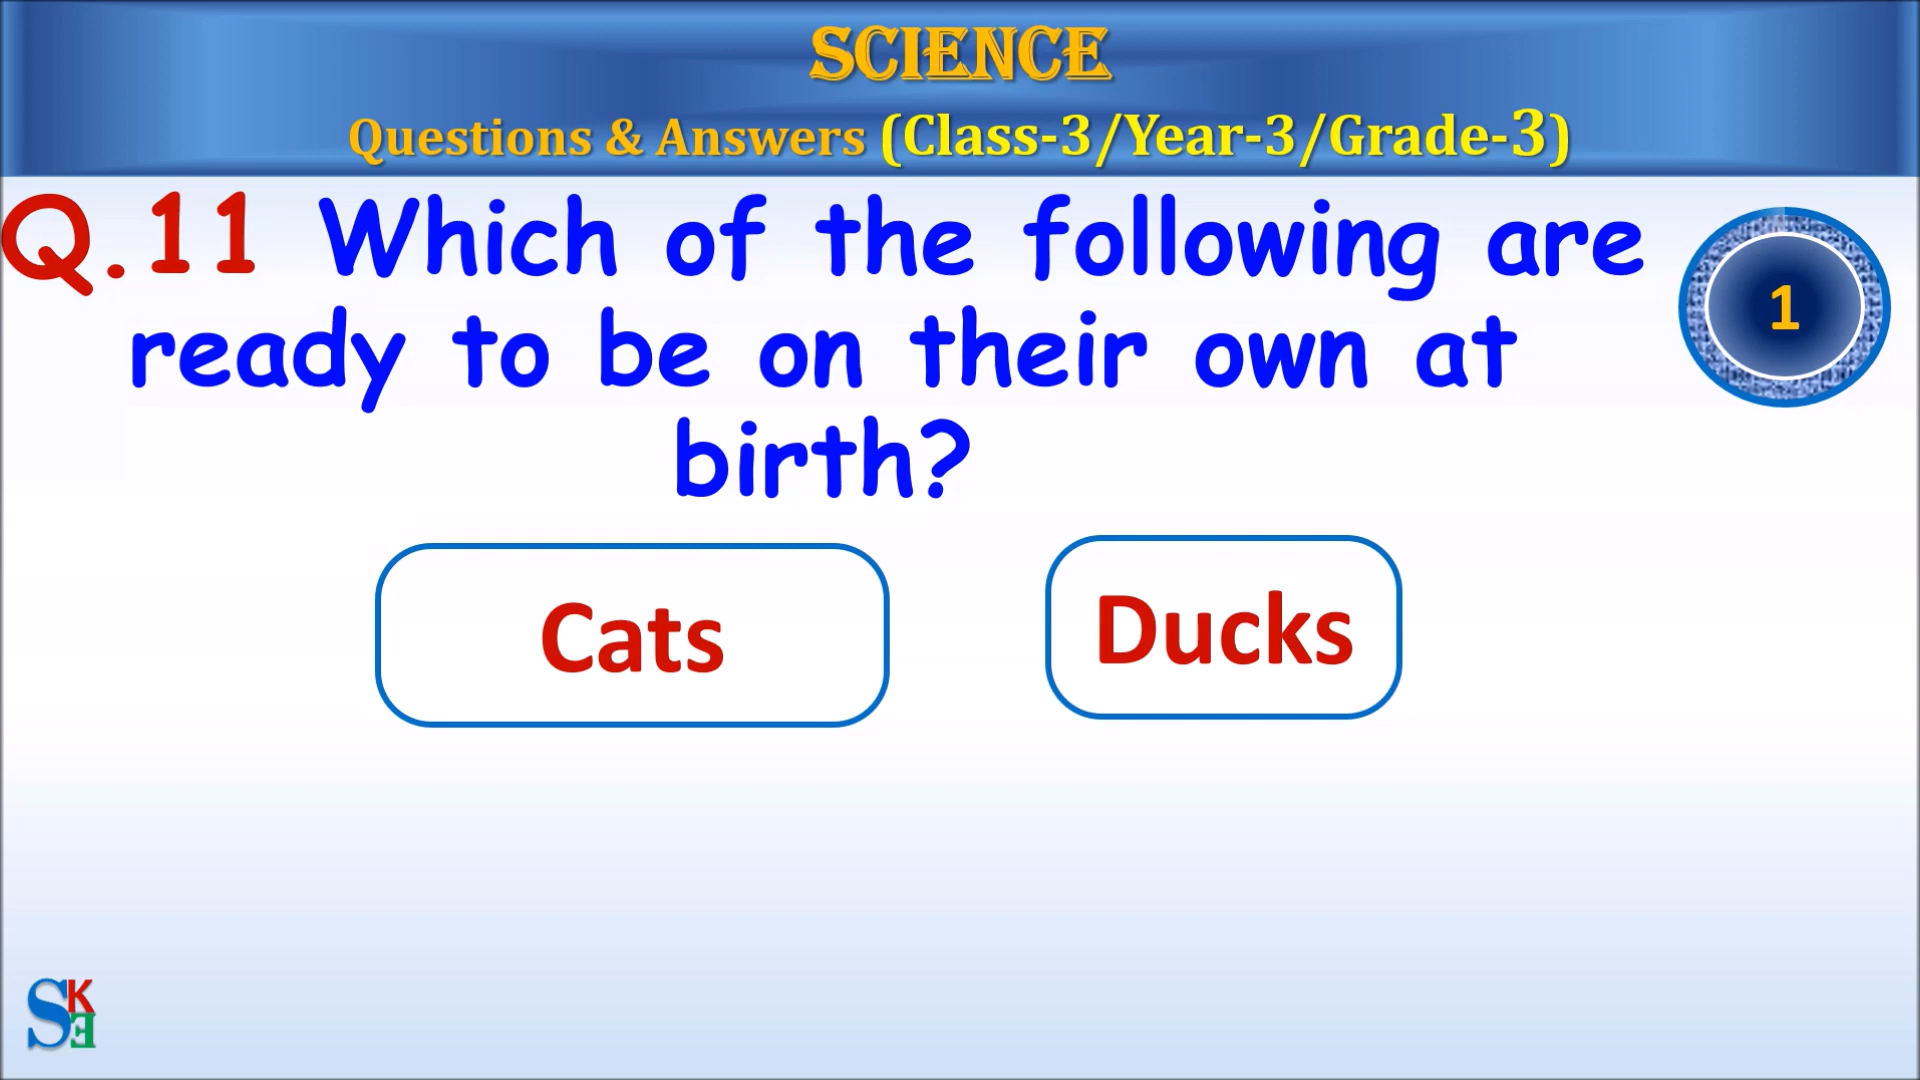 SCIENCE
Questions & Answers (Class-3/Year-3/Grade-3)
Q.11 Which of the following are
ready to be on their own at
birth?
1
Cats
Ducks
SKE